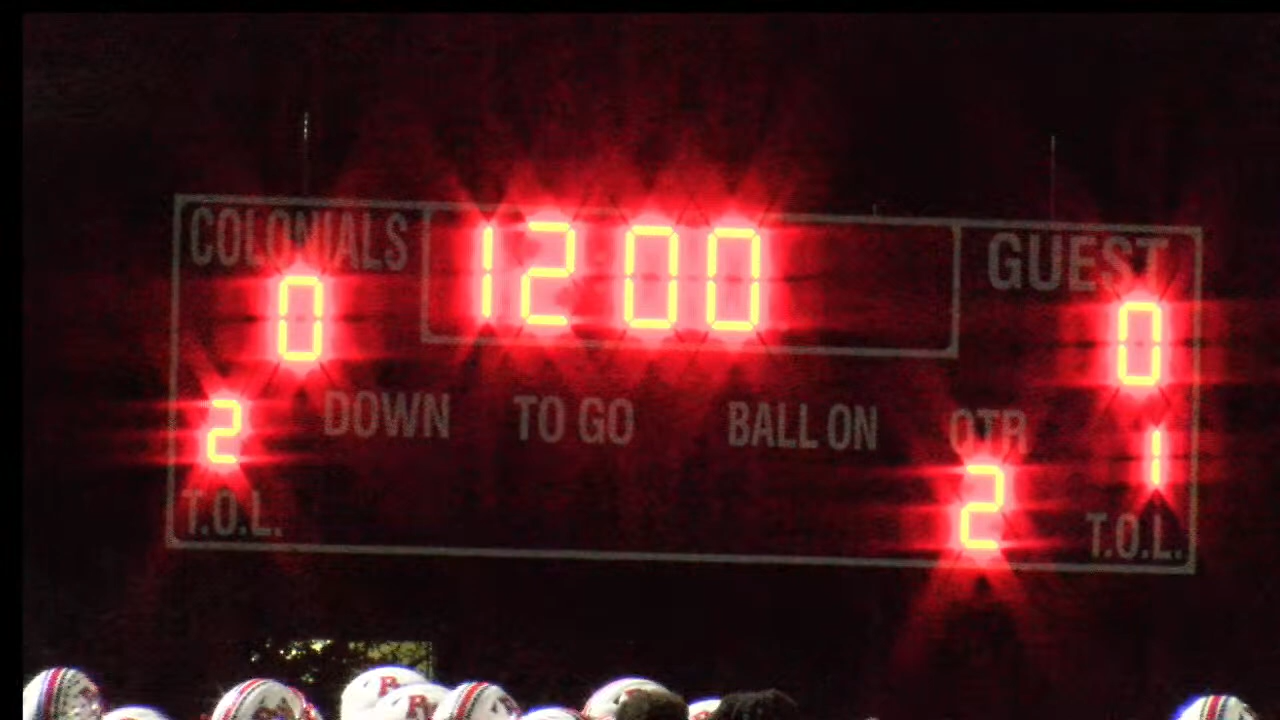 COLONIALS 12 00 GUEST
0 0
2 DOWN TO GO BALL ON QTR 1
2
T.O.L. T.O.L.
R
R